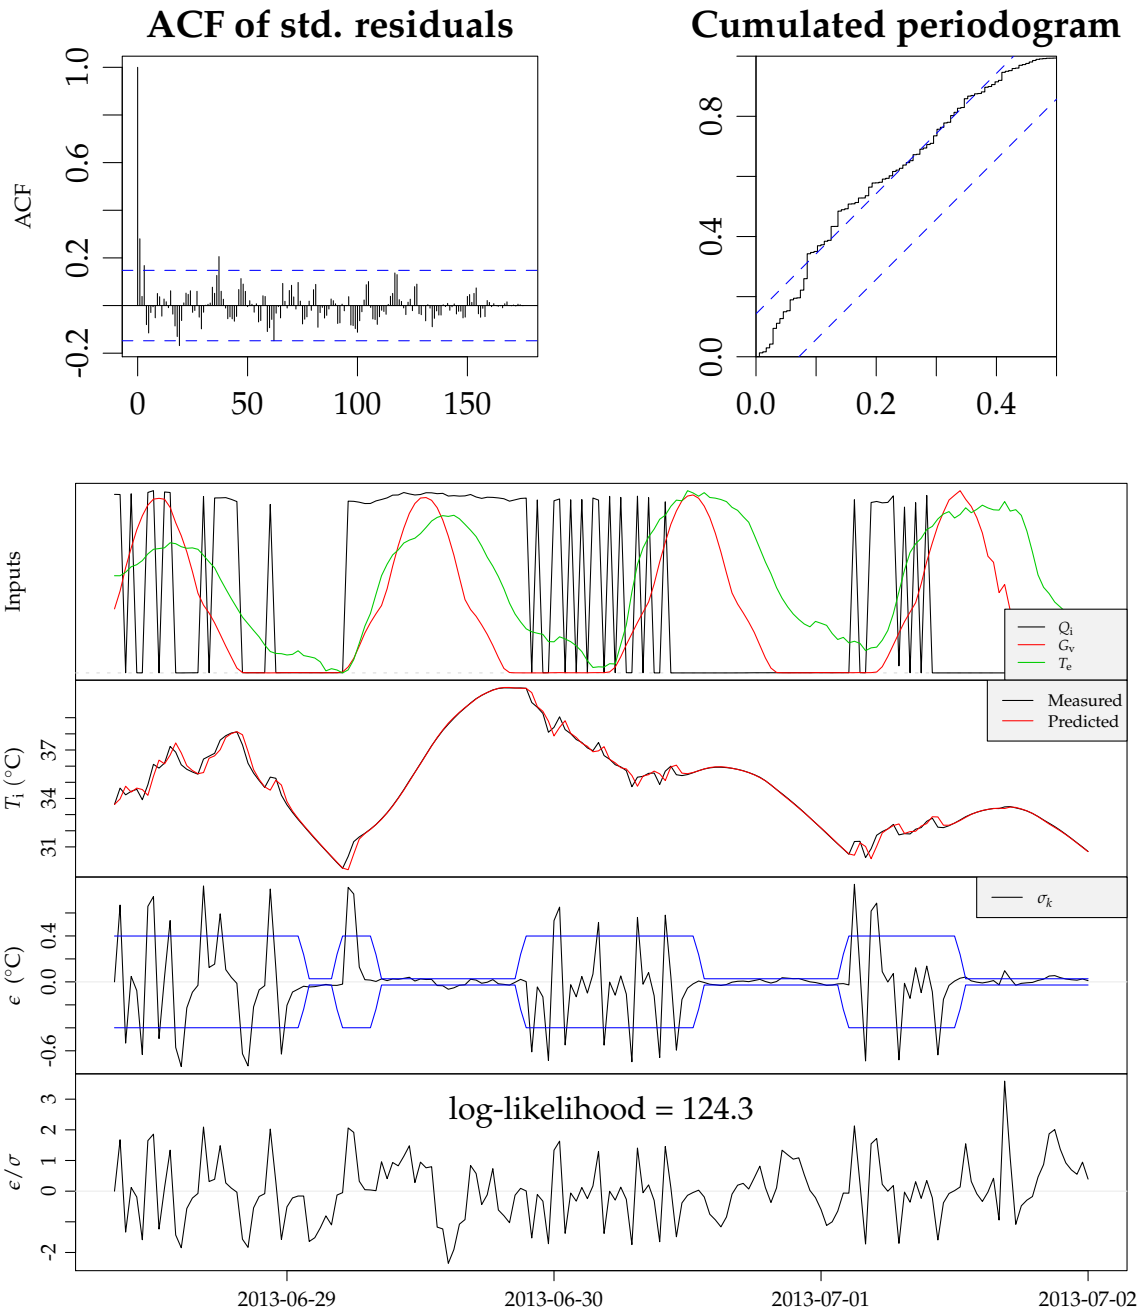 ACF of std. residuals
Cumulated periodogram
ACF
1.0
0.6
0.2
-0.2
0 50 100 150
0.8
0.4
0.0
0.0 0.2 0.4
Inputs
Qi
Gv
Te
Ti (°C)
37
34
31
Measured
Predicted
ϵ (°C)
0.4
0.0
-0.6
σk
ϵ/σ
3
2
1
0
-2
log-likelihood = 124.3
2013-06-29 2013-06-30 2013-07-01 2013-07-02